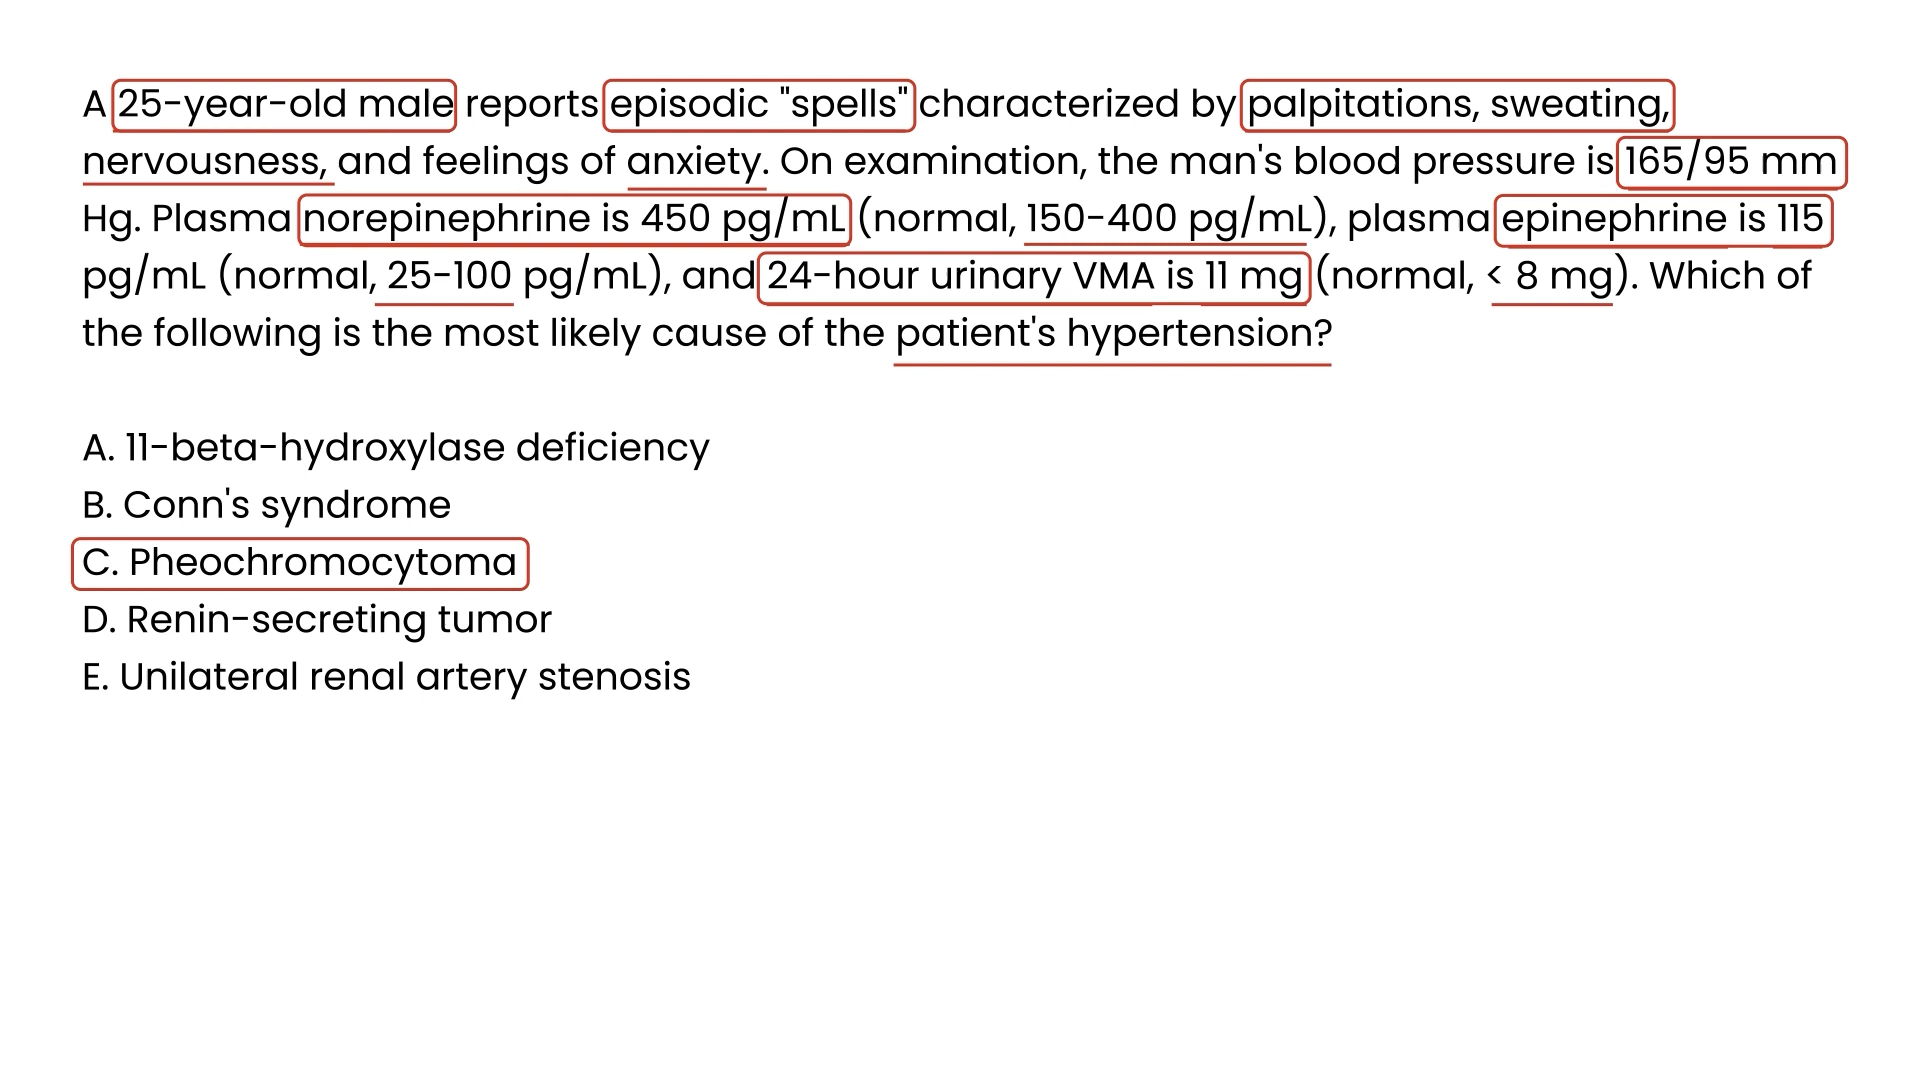 A 25-year-old male reports episodic "spells" characterized by palpitations, sweating,
nervousness, and feelings of anxiety. On examination, the man's blood pressure is 165/95 mm
Hg. Plasma norepinephrine is 450 pg/mL (normal, 150-400 pg/mL), plasma epinephrine is 115
pg/mL (normal, 25-100 pg/mL), and 24-hour urinary VMA is 11 mg (normal, < 8 mg). Which of
the following is the most likely cause of the patient's hypertension?
A. 11-beta-hydroxylase deficiency
B. Conn's syndrome
C. Pheochromocytoma
D. Renin-secreting tumor
E. Unilateral renal artery stenosis